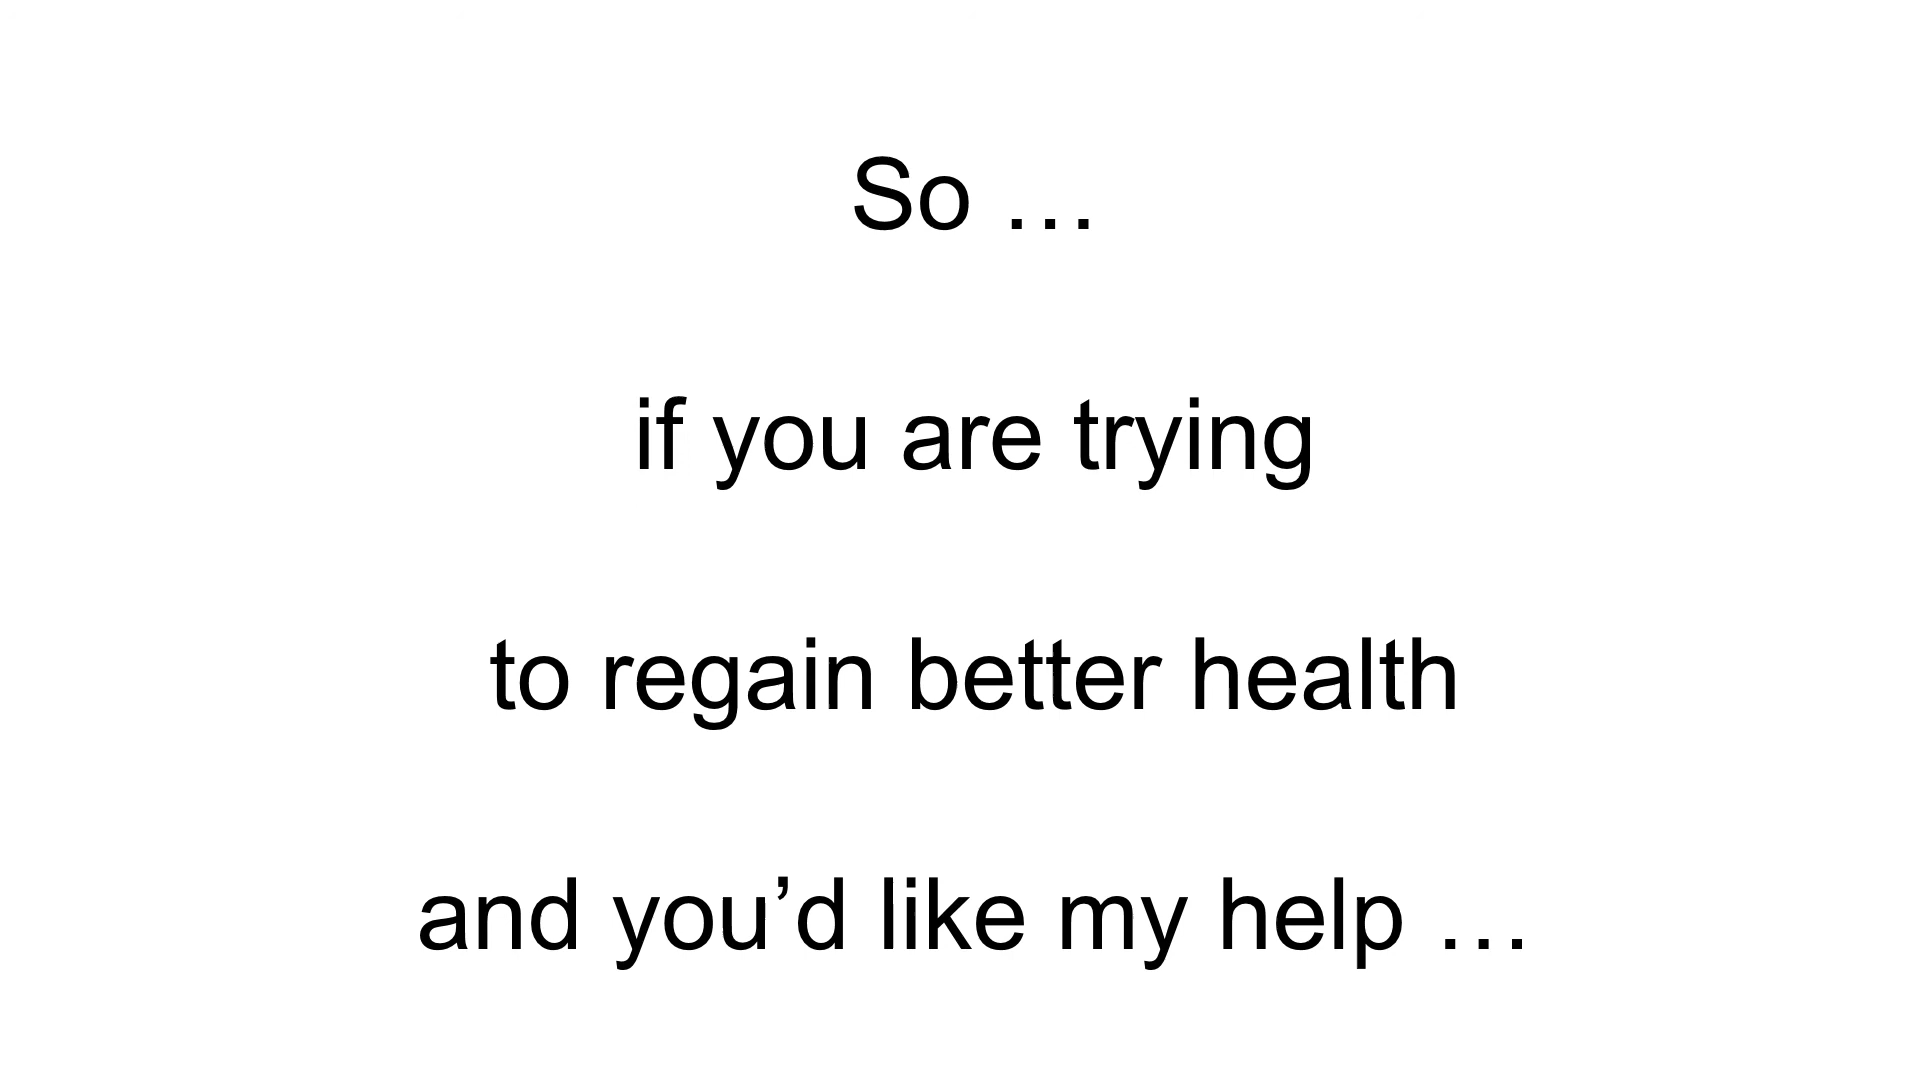 So …
if you are trying
to regain better health
and you’d like my help …